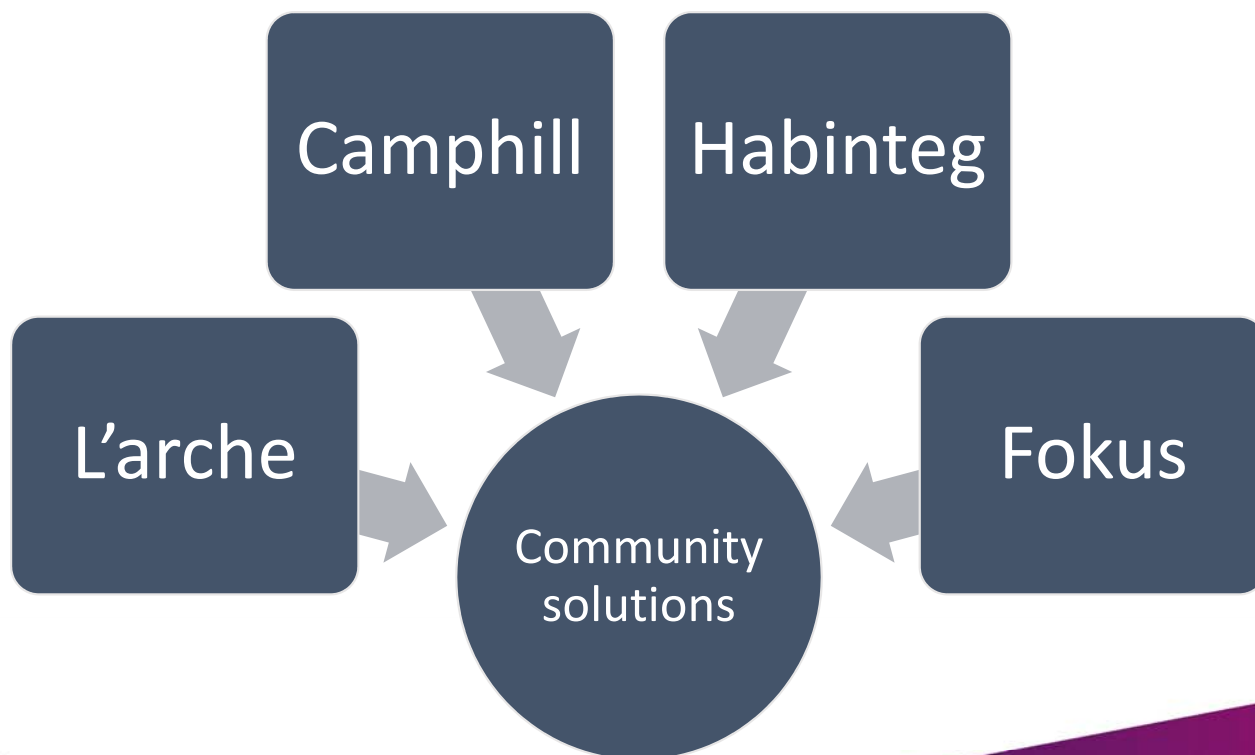 Camphill
Habinteg
L’arche
Fokus
Community
solutions